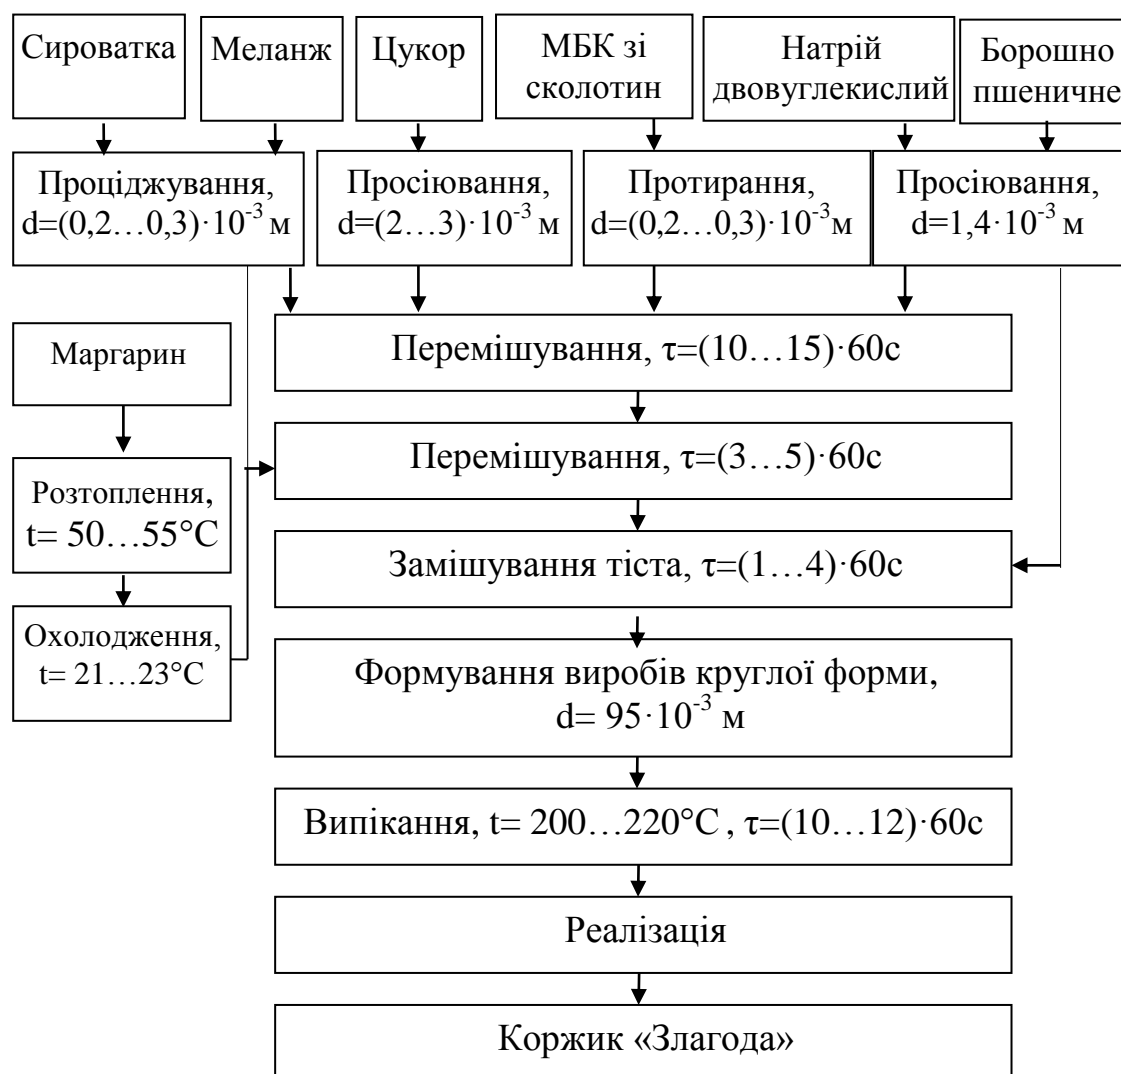 Сироватка
Меланж
Цукор
МБК зі
сколотин
Натрій
двовуглекислий
Борошно
пшеничне
Проціджування,
d=(0,2…0,3)·10⁻³ м
Просіювання,
d=(2…3)·10⁻³ м
Протирання,
d=(0,2…0,3)·10⁻³м
Просіювання,
d=1,4·10⁻³ м
Маргарин
Перемішування, τ=(10…15)·60с
Перемішування, τ=(3…5)·60с
Розтоплення,
t= 50…55°С
Замішування тіста, τ=(1…4)·60с
Охолодження,
t= 21…23°С
Формування виробів круглої форми,
d= 95·10⁻³ м
Випікання, t= 200…220°С , τ=(10…12)·60с
Реалізація
Коржик «Злагода»